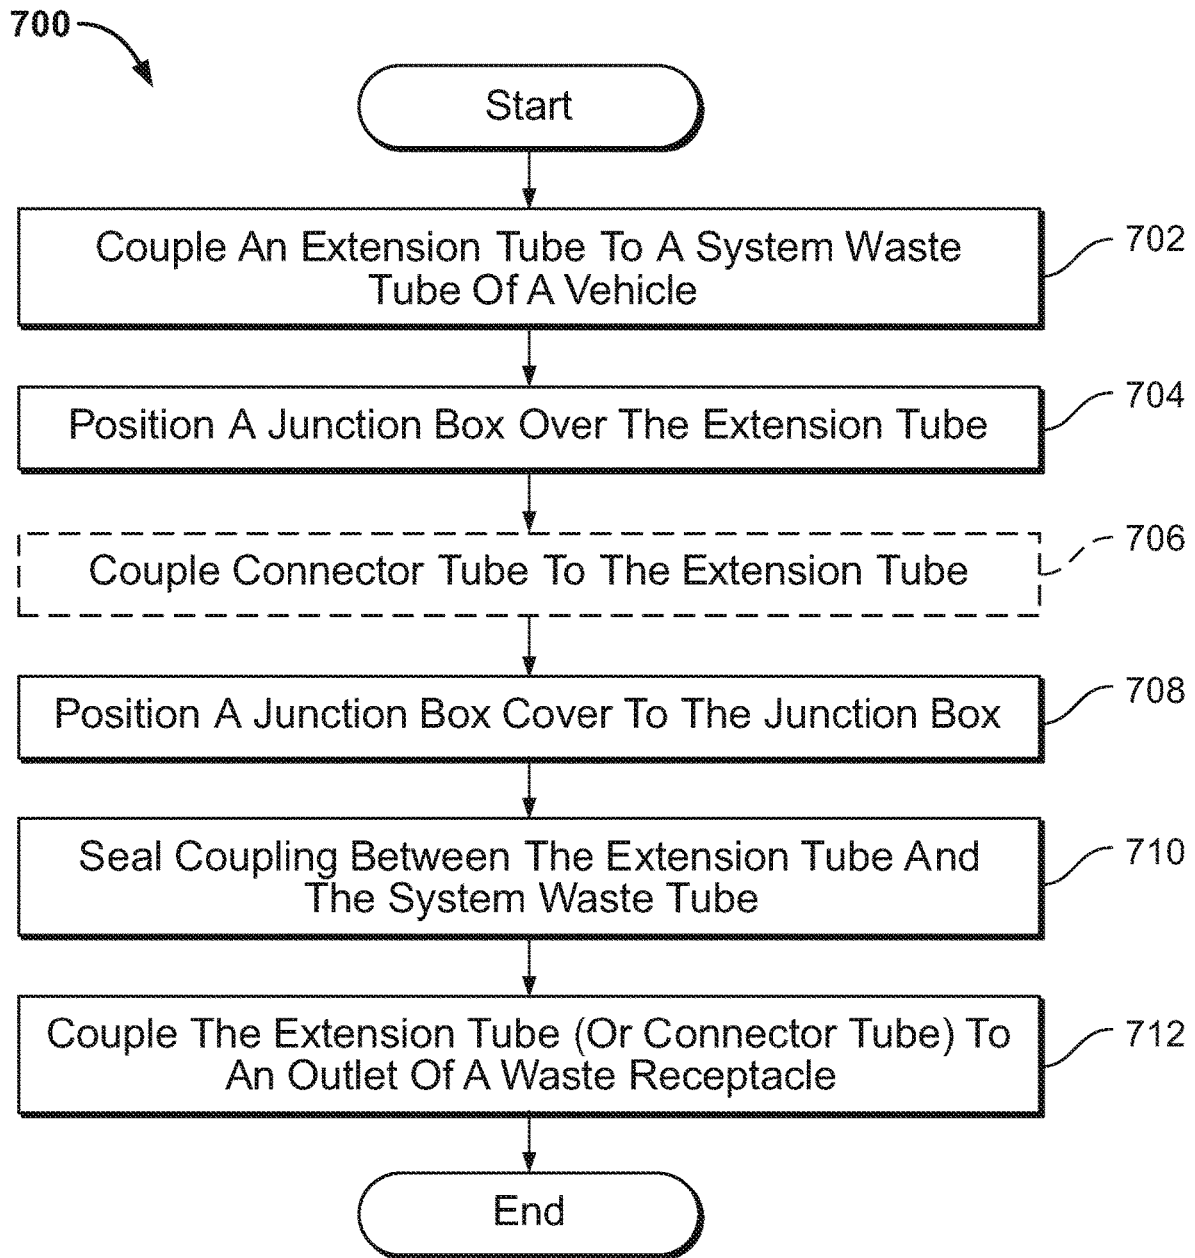 700
Start
Couple An Extension Tube To A System Waste
Tube Of A Vehicle
702
Position A Junction Box Over The Extension Tube
704
Couple Connector Tube To The Extension Tube
706
Position A Junction Box Cover To The Junction Box
708
Seal Coupling Between The Extension Tube And
The System Waste Tube
710
Couple The Extension Tube (Or Connector Tube) To
An Outlet Of A Waste Receptacle
712
End